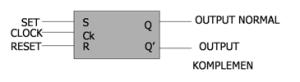 SET S Q OUTPUT NORMAL
CLOCK Ck
RESET R Q' OUTPUT
KOMPLEMEN